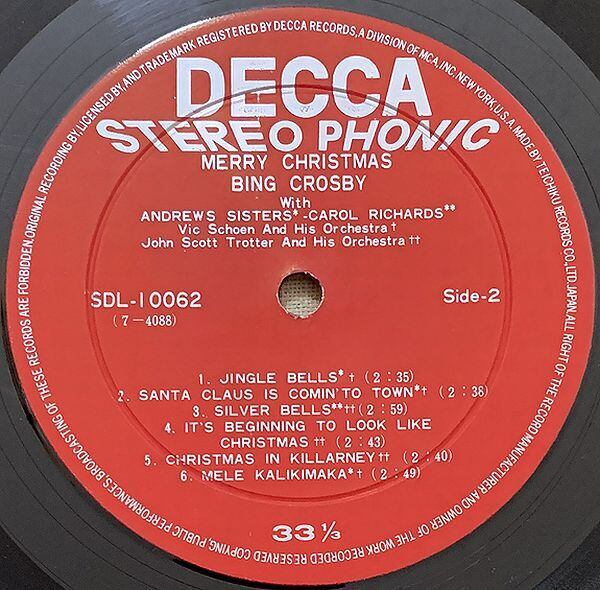 ORIGINAL RECORDING BY, LICENSED BY, AND TRADEMARK REGISTERED BY DECCA RECORDS, A DIVISION OF MCA, INC. NEW YORK U.S.A. MADE BY TEICHIKU RECORDS CO., LTD. JAPAN. ALL RIGHT OF THE RECORD MANUFACTURER AND OWNER OF THE WORK RECORDED RESERVED COPYING, PUBLIC PERFORMANCES, BROADCASTING OF THESE RECORDS ARE FORBIDDEN.
DECCA
STEREO PHONIC
MERRY CHRISTMAS
BING CROSBY
With
ANDREWS SISTERS*-CAROL RICHARDS**
Vic Schoen And His Orchestra†
John Scott Trotter And His Orchestra††
SDL-10062
Side-2
(7-4088)
1. JINGLE BELLS*† (2:35)
2. SANTA CLAUS IS COMIN'TO TOWN*† (2:38)
3. SILVER BELLS**†† (2:59)
4. IT'S BEGINNING TO LOOK LIKE
CHRISTMAS†† (2:43)
5. CHRISTMAS IN KILLARNEY†† (2:40)
6. MELE KALIKIMAKA*† (2:49)
33 1/3